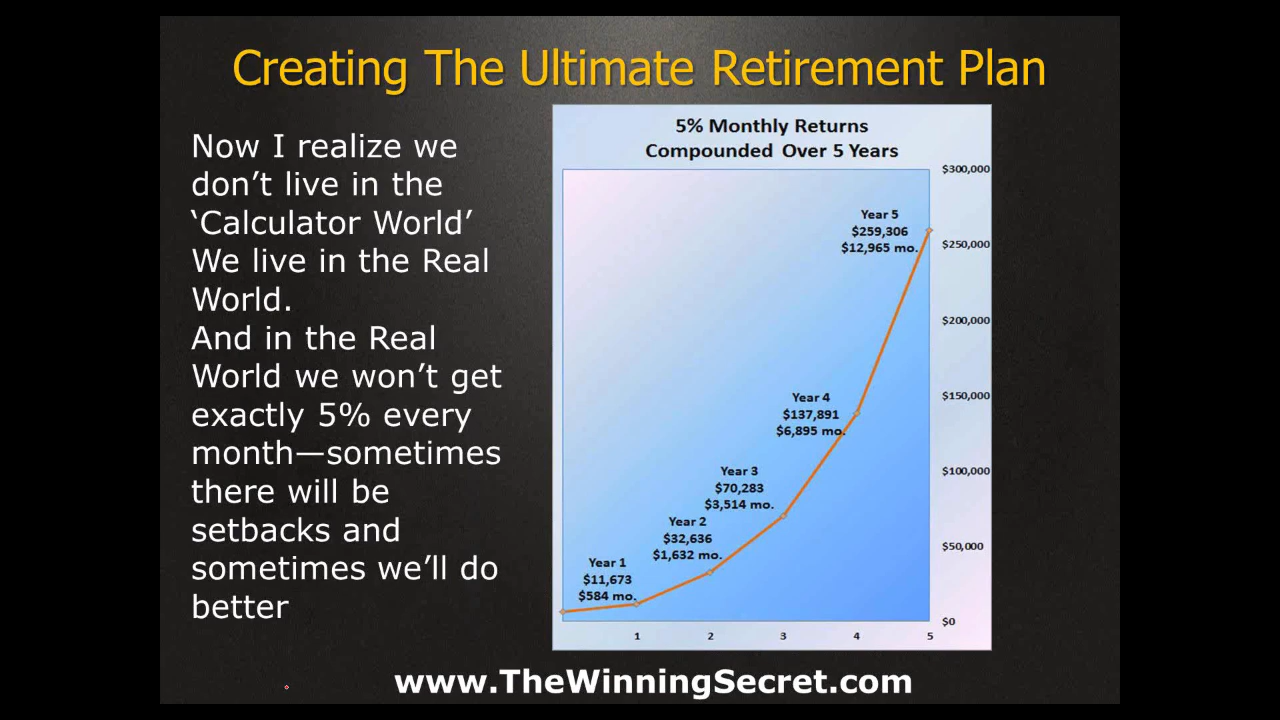 Creating The Ultimate Retirement Plan
Now I realize we
don’t live in the
‘Calculator World’
We live in the Real
World.
And in the Real
World we won’t get
exactly 5% every
month—sometimes
there will be
setbacks and
sometimes we’ll do
better
5% Monthly Returns
Compounded Over 5 Years
$300,000
$250,000
$200,000
$150,000
$100,000
$50,000
$0
Year 5
$259,306
$12,965 mo.
Year 4
$137,891
$6,895 mo.
Year 3
$70,283
$3,514 mo.
Year 2
$32,636
$1,632 mo.
Year 1
$11,673
$584 mo.
1 2 3 4 5
www.TheWinningSecret.com